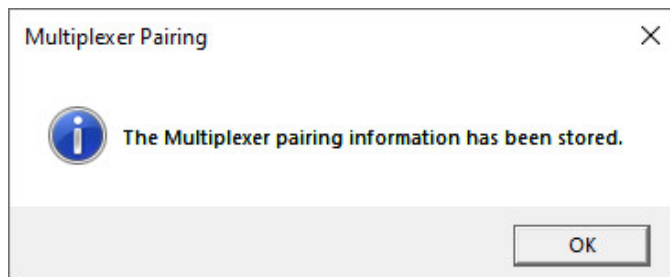 Multiplexer Pairing
The Multiplexer pairing information has been stored.
OK